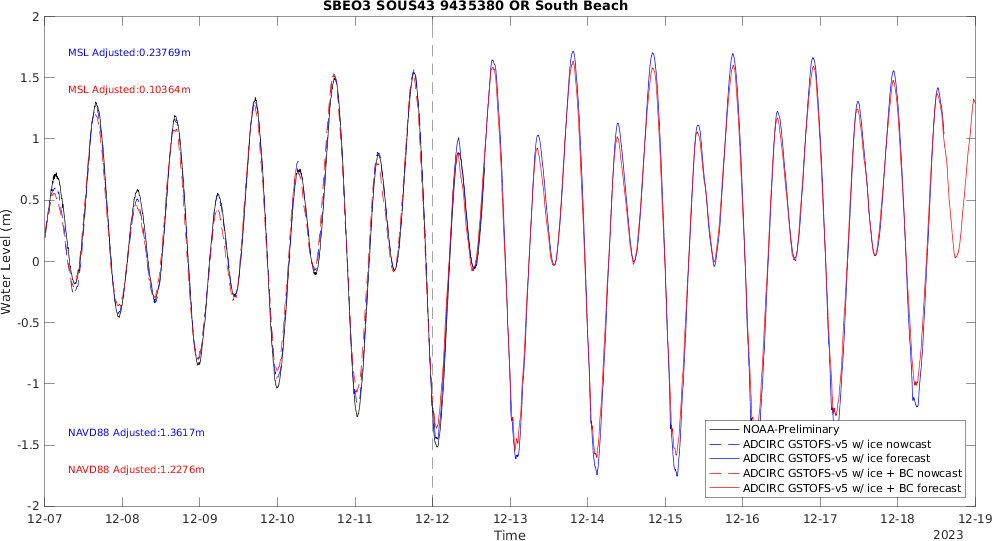 SBEO3 SOUS43 9435380 OR South Beach
MSL Adjusted:0.23769m
MSL Adjusted:0.10364m
NAVD88 Adjusted:1.3617m
NAVD88 Adjusted:1.2276m
Water Level (m)
2
1.5
1
0.5
0
-0.5
-1
-1.5
-2
NOAA-Preliminary
ADCIRC GSTOFS-v5 w/ ice nowcast
ADCIRC GSTOFS-v5 w/ ice forecast
ADCIRC GSTOFS-v5 w/ ice + BC nowcast
ADCIRC GSTOFS-v5 w/ ice + BC forecast
12-07 12-08 12-09 12-10 12-11 12-12 12-13 12-14 12-15 12-16 12-17 12-18 12-19
Time
2023